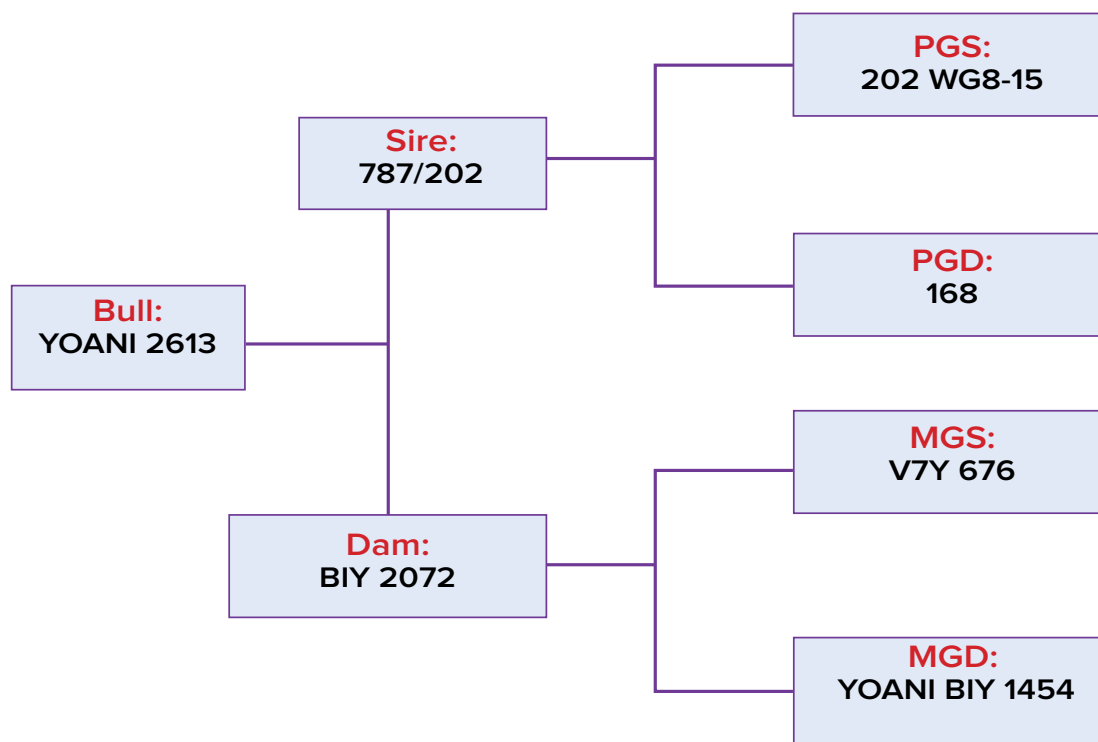 PGS:
202 WG8-15
Sire:
787/202
PGD:
168
Bull:
YOANI 2613
MGS:
V7Y 676
Dam:
BIY 2072
MGD:
YOANI BIY 1454